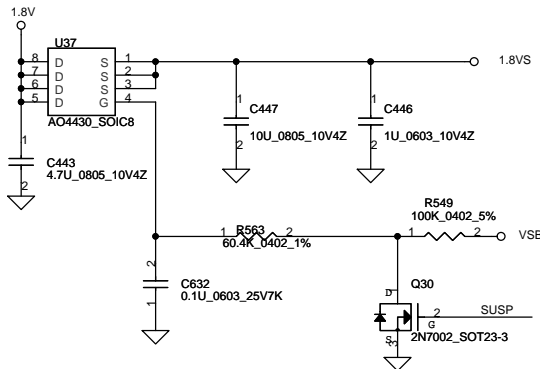 1.8V
U37
8 D S 1
7 D S 2
6 D S 3
5 D G 4
AO4430_SOIC8
1.8VS
1
C447
10U_0805_10V4Z
2
1
C446
1U_0603_10V4Z
2
1
C443
4.7U_0805_10V4Z
2
R549
100K_0402_5%
1 2
VSB
1 R563 2
60.4K_0402_1%
2
C632
0.1U_0603_25V7K
1
Q30
D 1
2
G
SUSP
S 3
2N7002_SOT23-3